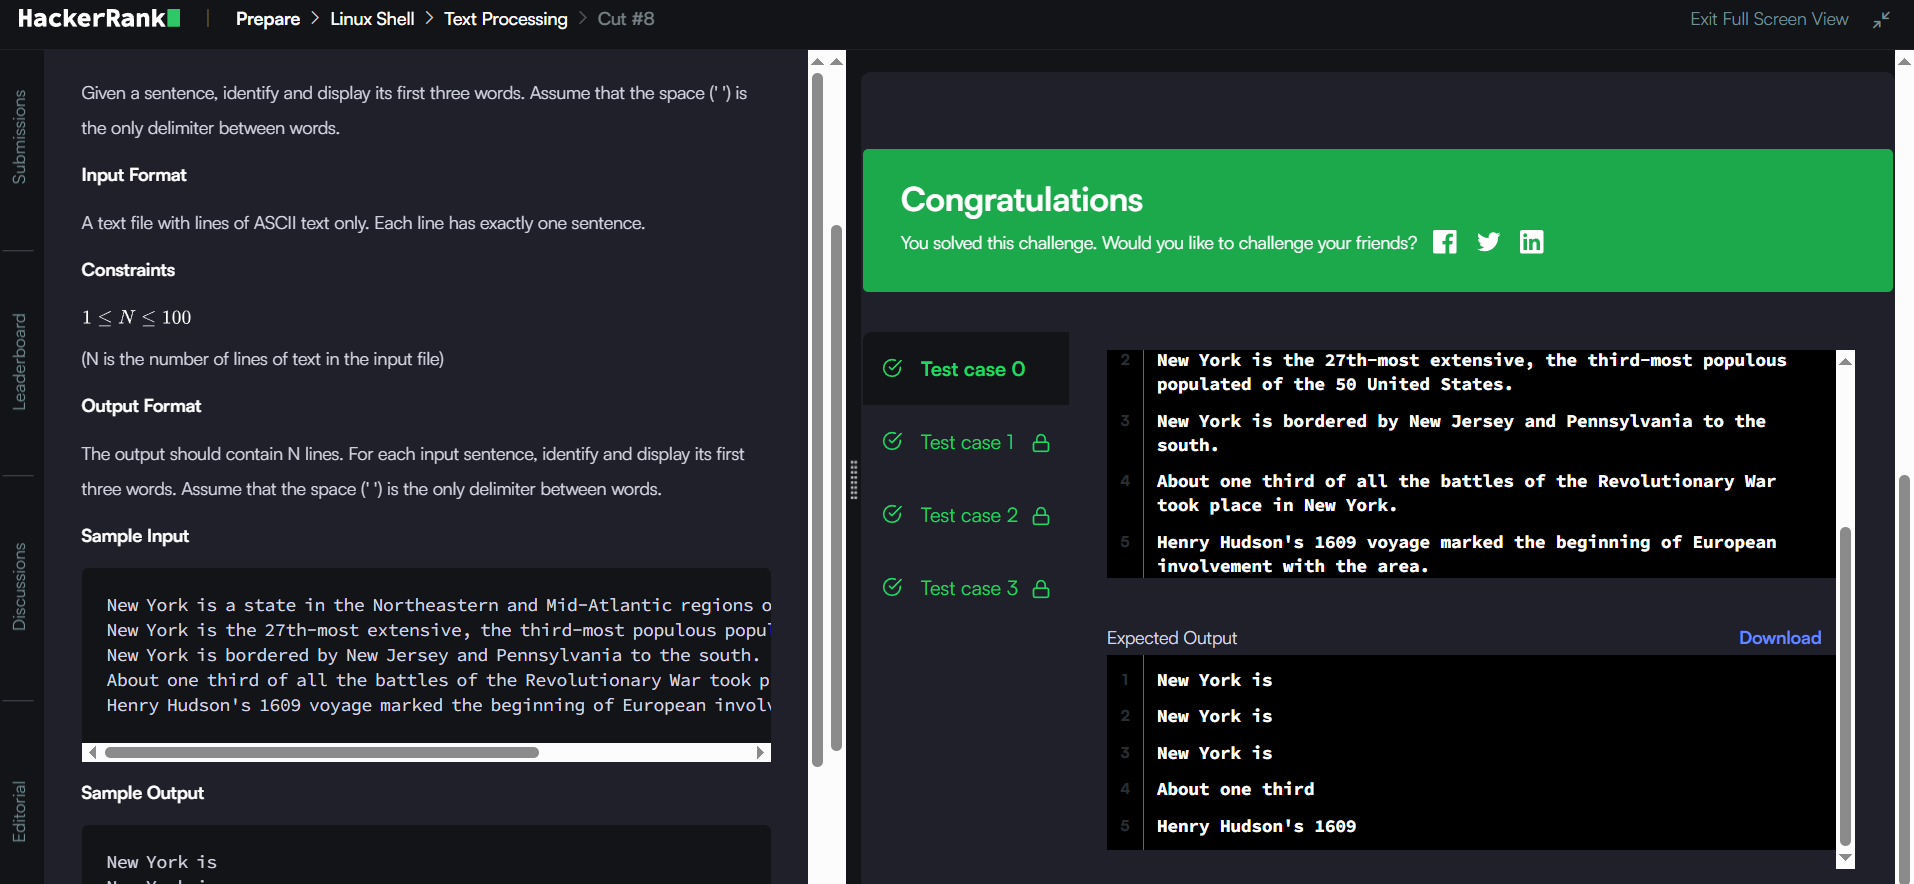 HackerRank
Prepare > Linux Shell > Text Processing > Cut #8
Exit Full Screen View
Submissions
Leaderboard
Discussions
Editorial
Given a sentence, identify and display its first three words. Assume that the space (' ') is
the only delimiter between words.
Input Format
A text file with lines of ASCII text only. Each line has exactly one sentence.
Constraints
1 ≤ N ≤ 100
(N is the number of lines of text in the input file)
Output Format
The output should contain N lines. For each input sentence, identify and display its first
three words. Assume that the space (' ') is the only delimiter between words.
Sample Input
New York is a state in the Northeastern and Mid-Atlantic regions o
New York is the 27th-most extensive, the third-most populous popul
New York is bordered by New Jersey and Pennsylvania to the south.
About one third of all the battles of the Revolutionary War took p
Henry Hudson's 1609 voyage marked the beginning of European involv
Sample Output
New York is
Congratulations
You solved this challenge. Would you like to challenge your friends?
Test case 0
Test case 1
Test case 2
Test case 3
2 New York is the 27th-most extensive, the third-most populous
populated of the 50 United States.
3 New York is bordered by New Jersey and Pennsylvania to the
south.
4 About one third of all the battles of the Revolutionary War
took place in New York.
5 Henry Hudson's 1609 voyage marked the beginning of European
involvement with the area.
Expected Output
Download
1 New York is
2 New York is
3 New York is
4 About one third
5 Henry Hudson's 1609